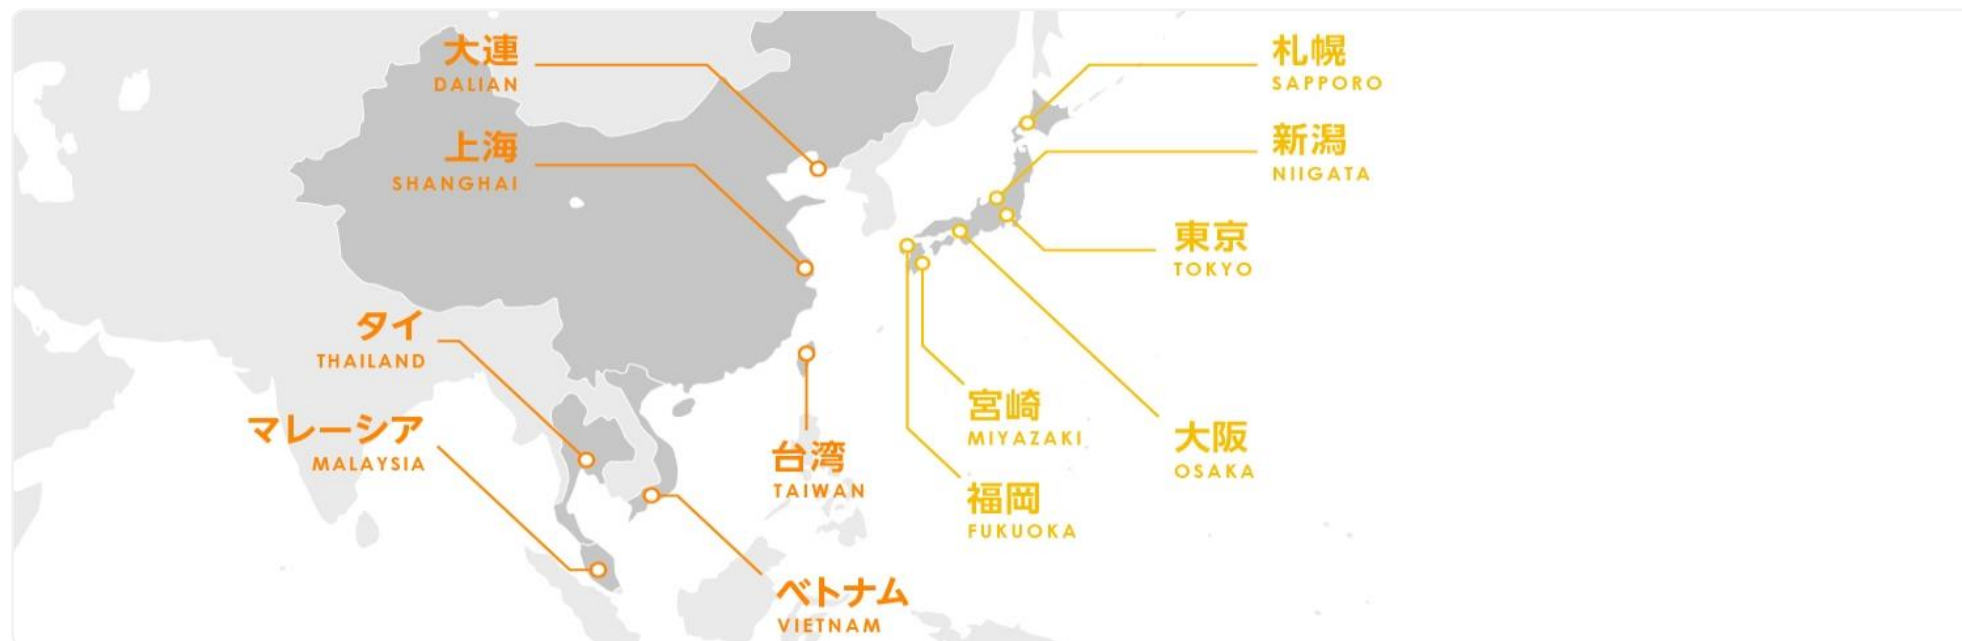 大連
DALIAN
上海
SHANGHAI
タイ
THAILAND
マレーシア
MALAYSIA
台湾
TAIWAN
ベトナム
VIETNAM
札幌
SAPPORO
新潟
NIIGATA
東京
TOKYO
宮崎
MIYAZAKI
大阪
OSAKA
福岡
FUKUOKA